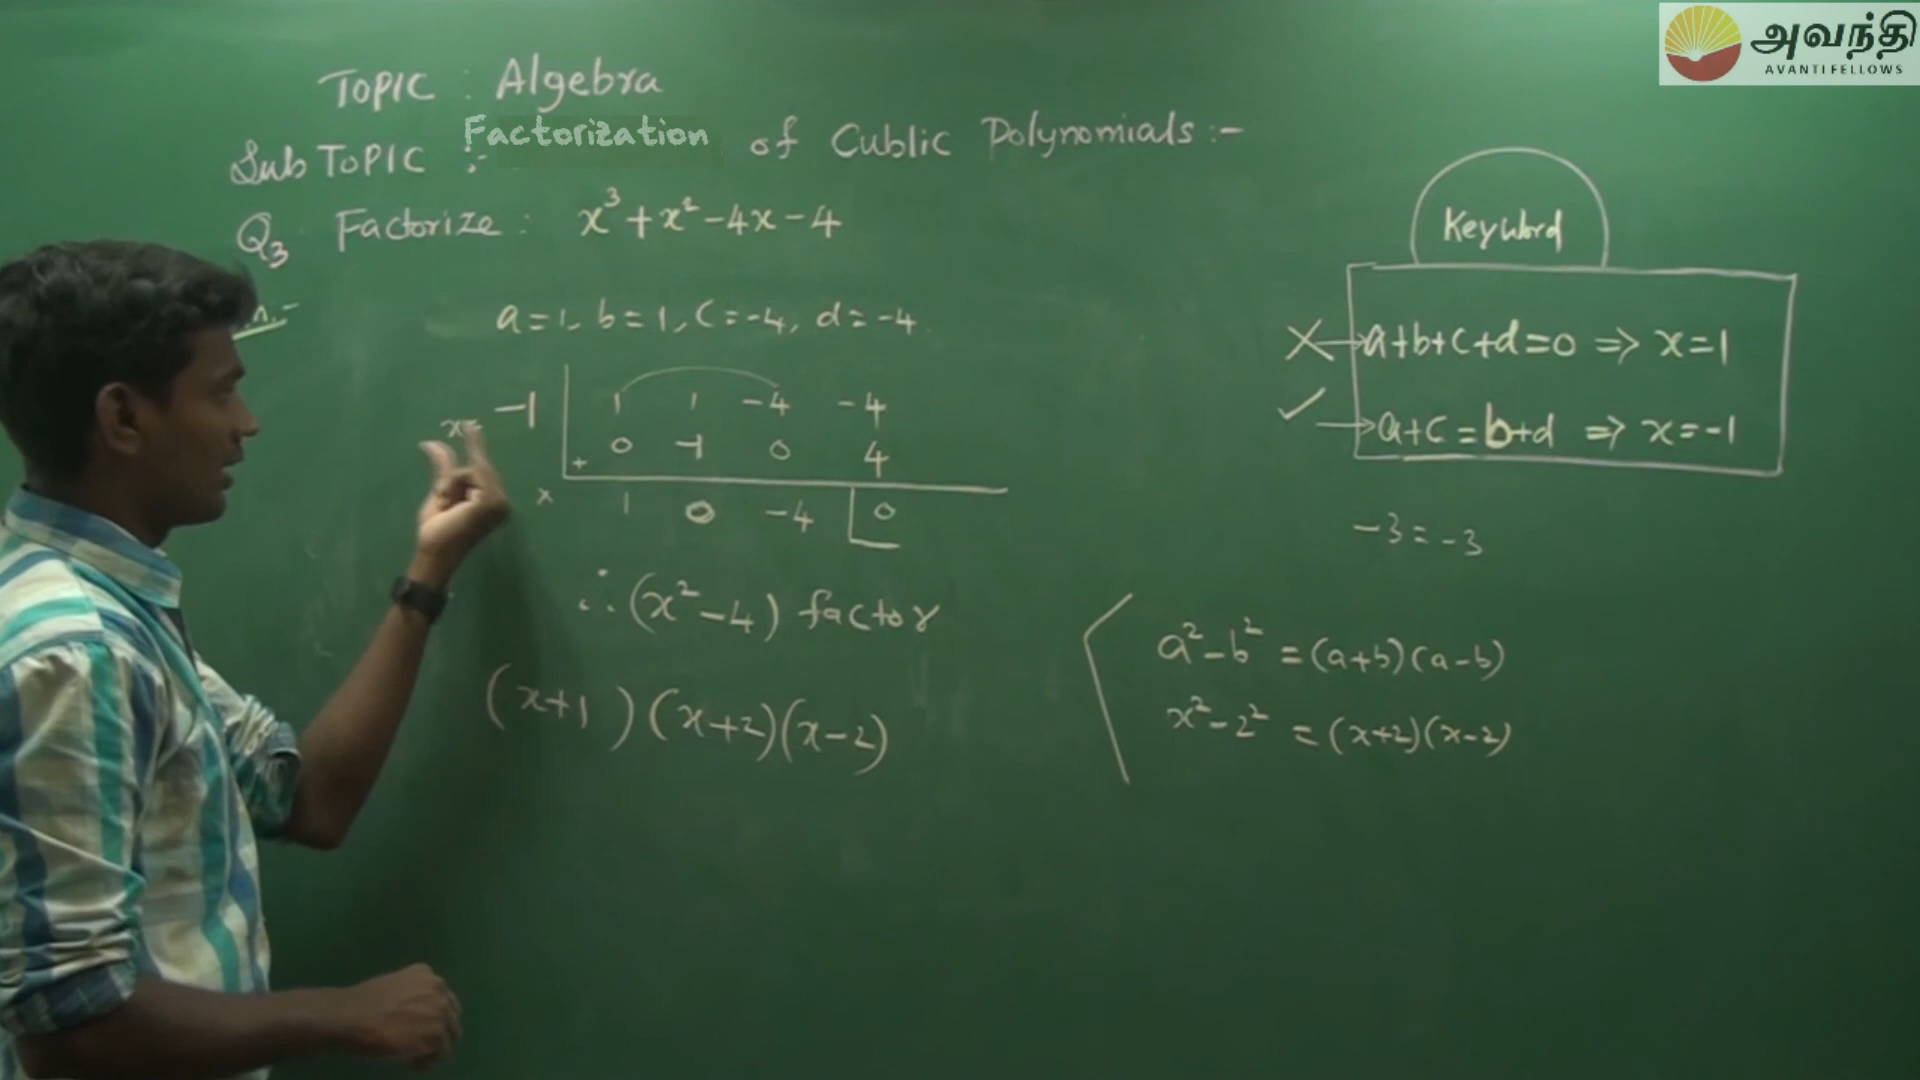 அவந்தி
AVANTI FELLOWS
TOPIC : Algebra
Sub TOPIC :- Factorization of Cublic Polynomials :-
Q3 Factorize : x³+x²-4x-4
a=1, b=1, c=-4, d=-4
x= -1 | 1 1 -4 -4
+ 0 -1 0 4
x 1 0 -4 | 0
∴ (x²-4) factor
(x+1)(x+2)(x-2)
Keyword
X → a+b+c+d=0 ⇒ x=1
✓ → a+c=b+d ⇒ x=-1
-3=-3
a²-b²=(a+b)(a-b)
x²-2²=(x+2)(x-2)